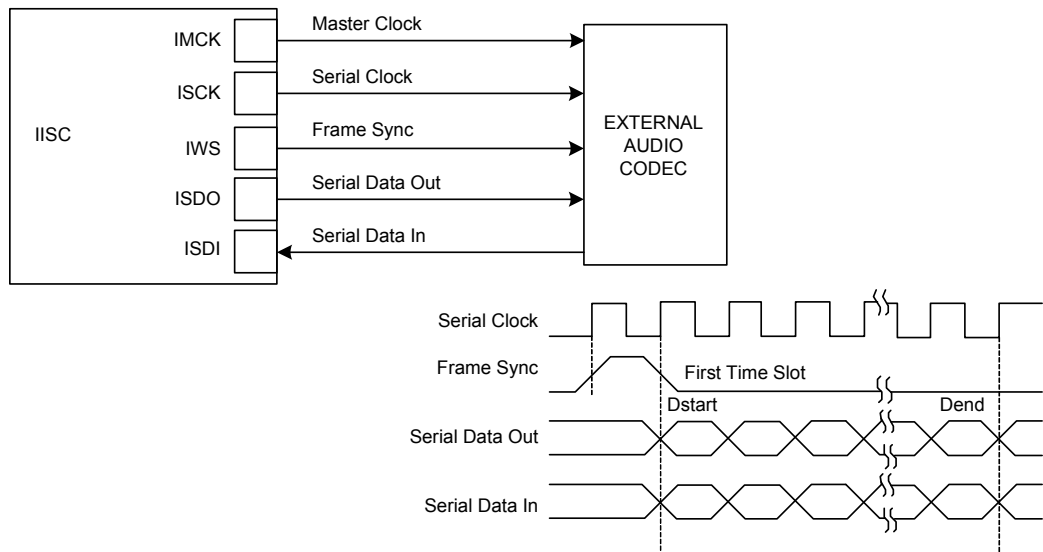 IISC
IMCK
Master Clock
ISCK
Serial Clock
IWS
Frame Sync
ISDO
Serial Data Out
ISDI
Serial Data In
EXTERNAL
AUDIO
CODEC
Serial Clock
Frame Sync
First Time Slot
Dstart
Dend
Serial Data Out
Serial Data In